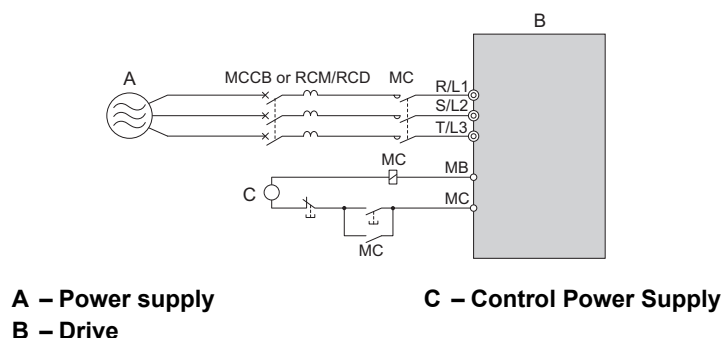 B
A
MCCB or RCM/RCD
MC
R/L1
S/L2
T/L3
MC
MB
C
MC
MC
A – Power supply
C – Control Power Supply
B – Drive